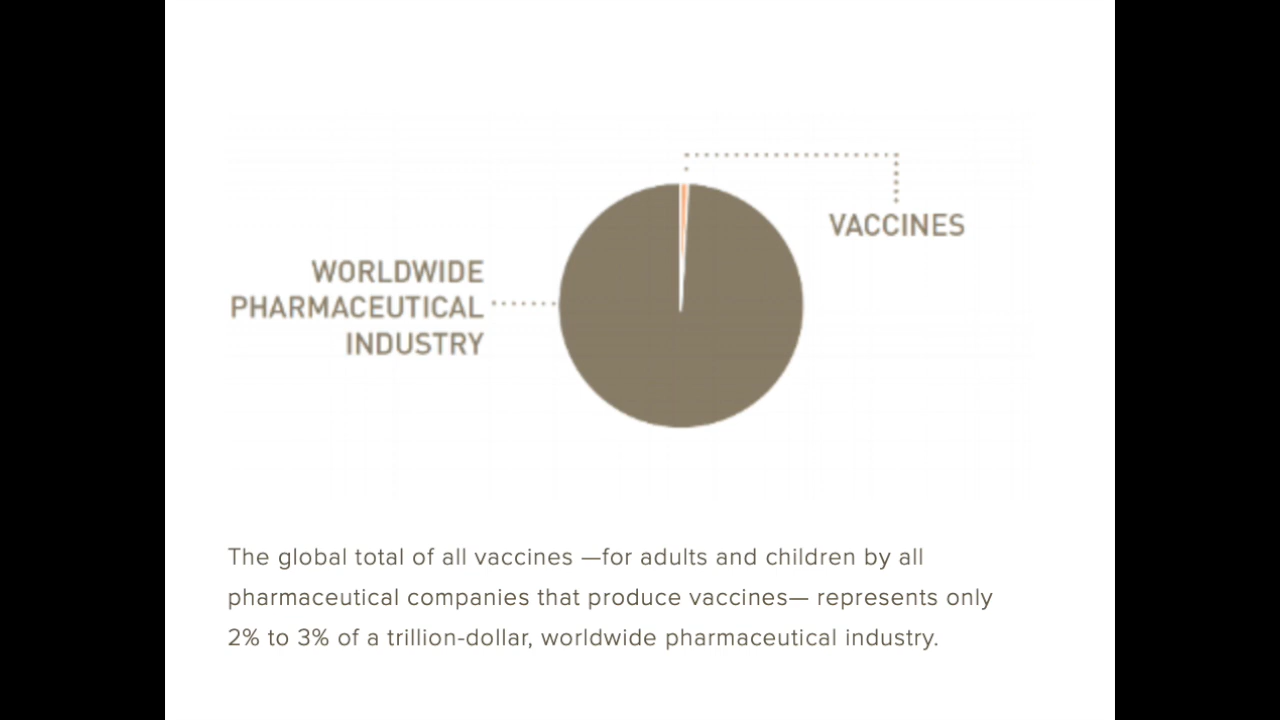 VACCINES
WORLDWIDE
PHARMACEUTICAL
INDUSTRY
The global total of all vaccines —for adults and children by all
pharmaceutical companies that produce vaccines— represents only
2% to 3% of a trillion-dollar, worldwide pharmaceutical industry.